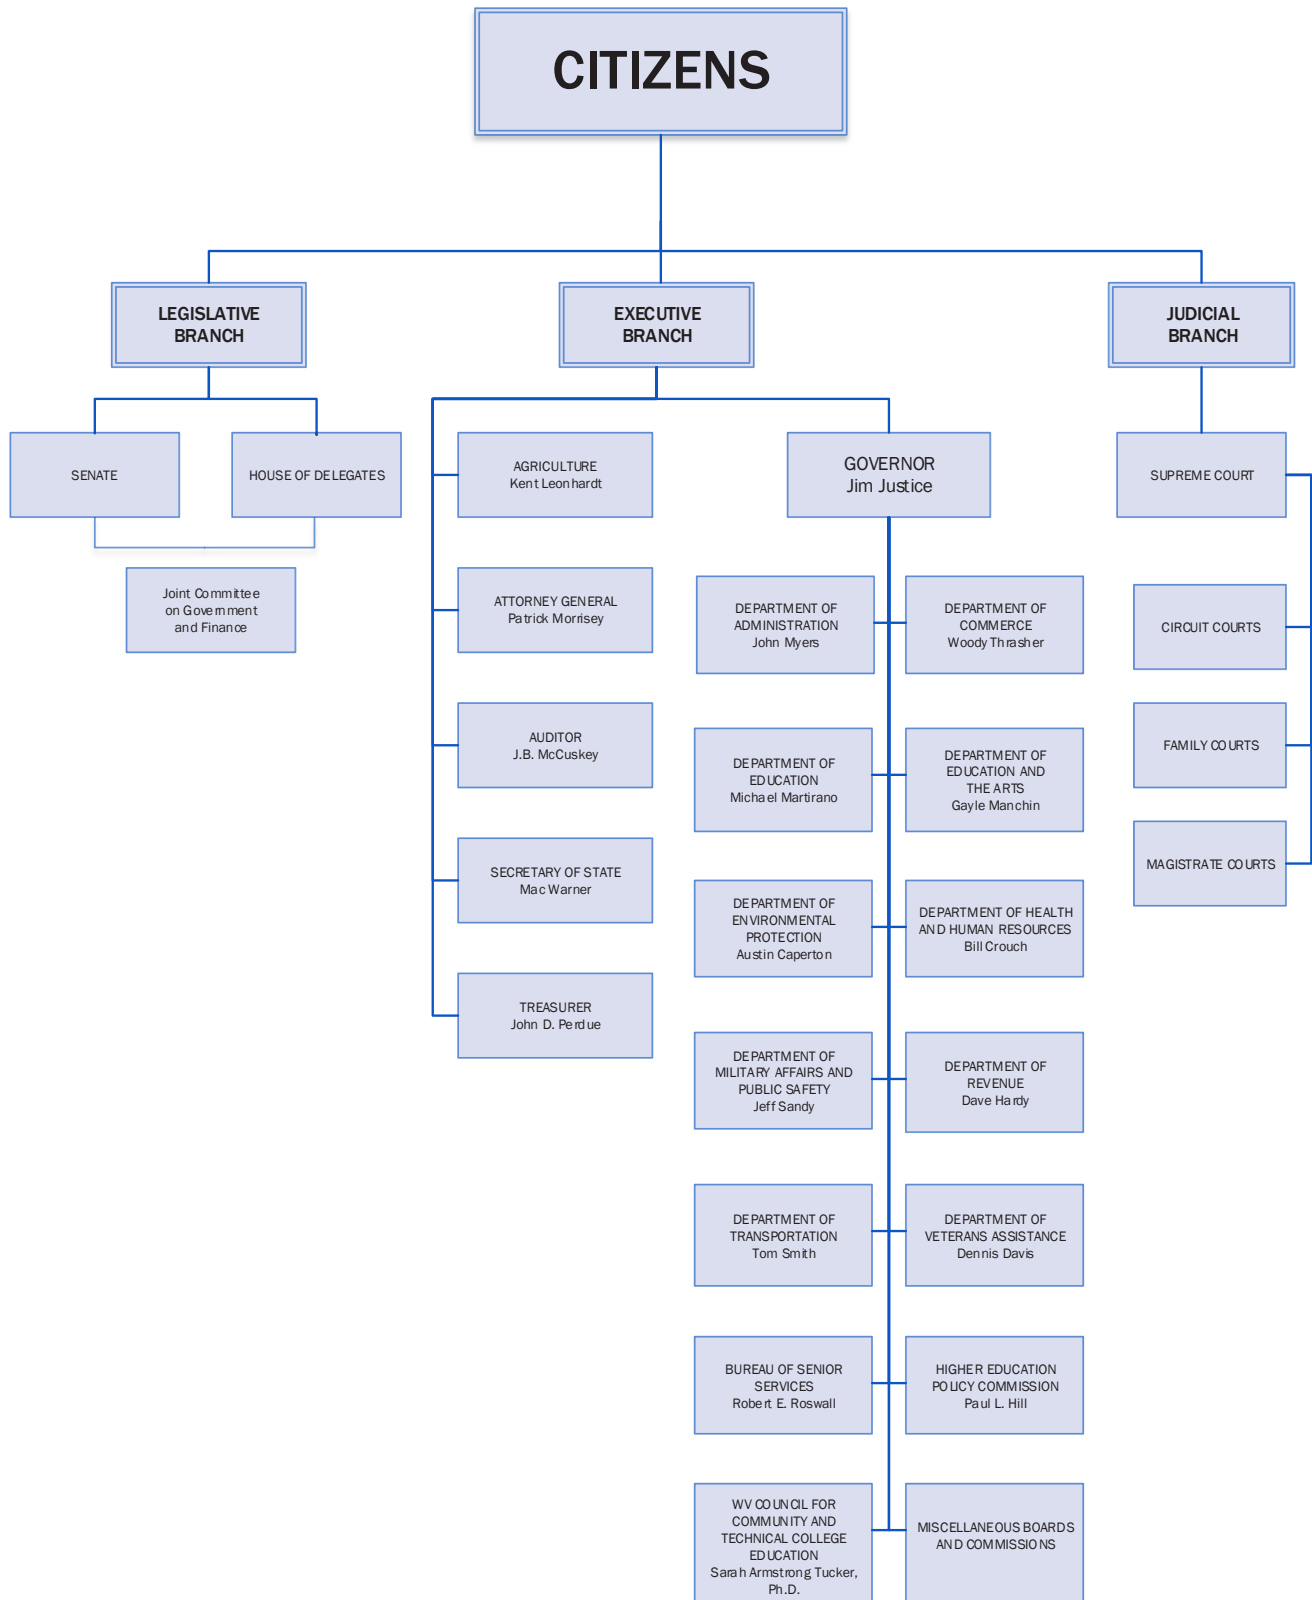 CITIZENS
LEGISLATIVE
BRANCH
EXECUTIVE
BRANCH
JUDICIAL
BRANCH
SENATE
HOUSE OF DELEGATES
Joint Committee
on Government
and Finance
AGRICULTURE
Kent Leonhardt
ATTORNEY GENERAL
Patrick Morrisey
AUDITOR
J.B. McCuskey
SECRETARY OF STATE
Mac Warner
TREASURER
John D. Perdue
GOVERNOR
Jim Justice
DEPARTMENT OF
ADMINISTRATION
John Myers
DEPARTMENT OF
COMMERCE
Woody Thrasher
DEPARTMENT OF
EDUCATION
Michael Martirano
DEPARTMENT OF
EDUCATION AND
THE ARTS
Gayle Manchin
DEPARTMENT OF
ENVIRONMENTAL
PROTECTION
Austin Caperton
DEPARTMENT OF HEALTH
AND HUMAN RESOURCES
Bill Crouch
DEPARTMENT OF
MILITARY AFFAIRS AND
PUBLIC SAFETY
Jeff Sandy
DEPARTMENT OF
REVENUE
Dave Hardy
DEPARTMENT OF
TRANSPORTATION
Tom Smith
DEPARTMENT OF
VETERANS ASSISTANCE
Dennis Davis
BUREAU OF SENIOR
SERVICES
Robert E. Roswall
HIGHER EDUCATION
POLICY COMMISSION
Paul L. Hill
WV COUNCIL FOR
COMMUNITY AND
TECHNICAL COLLEGE
EDUCATION
Sarah Armstrong Tucker,
Ph.D.
MISCELLANEOUS BOARDS
AND COMMISSIONS
SUPREME COURT
CIRCUIT COURTS
FAMILY COURTS
MAGISTRATE COURTS